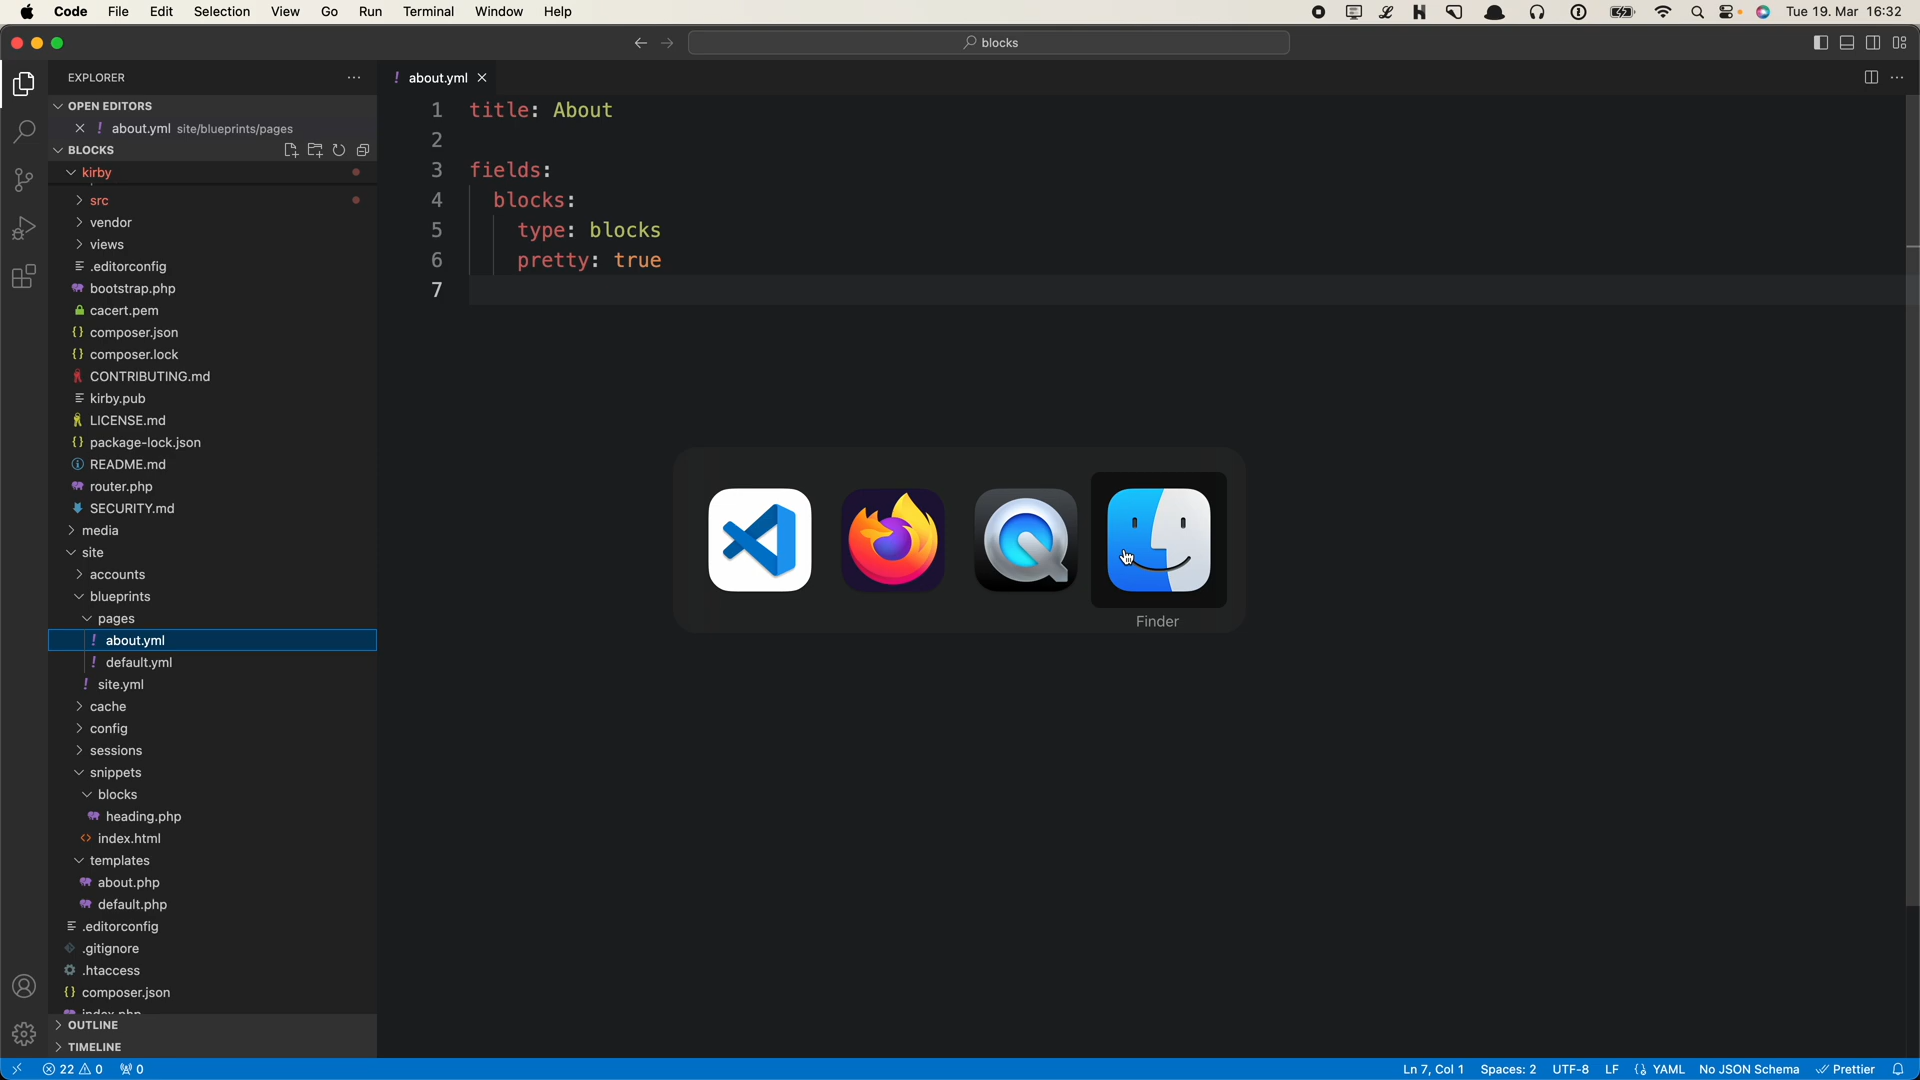 Code File Edit Selection View Go Run Terminal Window Help Tue 19. Mar 16:32
blocks
EXPLORER
OPEN EDITORS
about.yml site/blueprints/pages
BLOCKS
kirby
src
vendor
views
.editorconfig
bootstrap.php
cacert.pem
composer.json
composer.lock
CONTRIBUTING.md
kirby.pub
LICENSE.md
package-lock.json
README.md
router.php
SECURITY.md
media
site
accounts
blueprints
pages
about.yml
default.yml
site.yml
cache
config
sessions
snippets
blocks
heading.php
index.html
templates
about.php
default.php
.editorconfig
.gitignore
.htaccess
composer.json
index.php
OUTLINE
TIMELINE
about.yml
1 title: About
2
3 fields:
4 blocks:
5 type: blocks
6 pretty: true
7
Finder
22 0 0 Ln 7, Col 1 Spaces: 2 UTF-8 LF YAML No JSON Schema Prettier